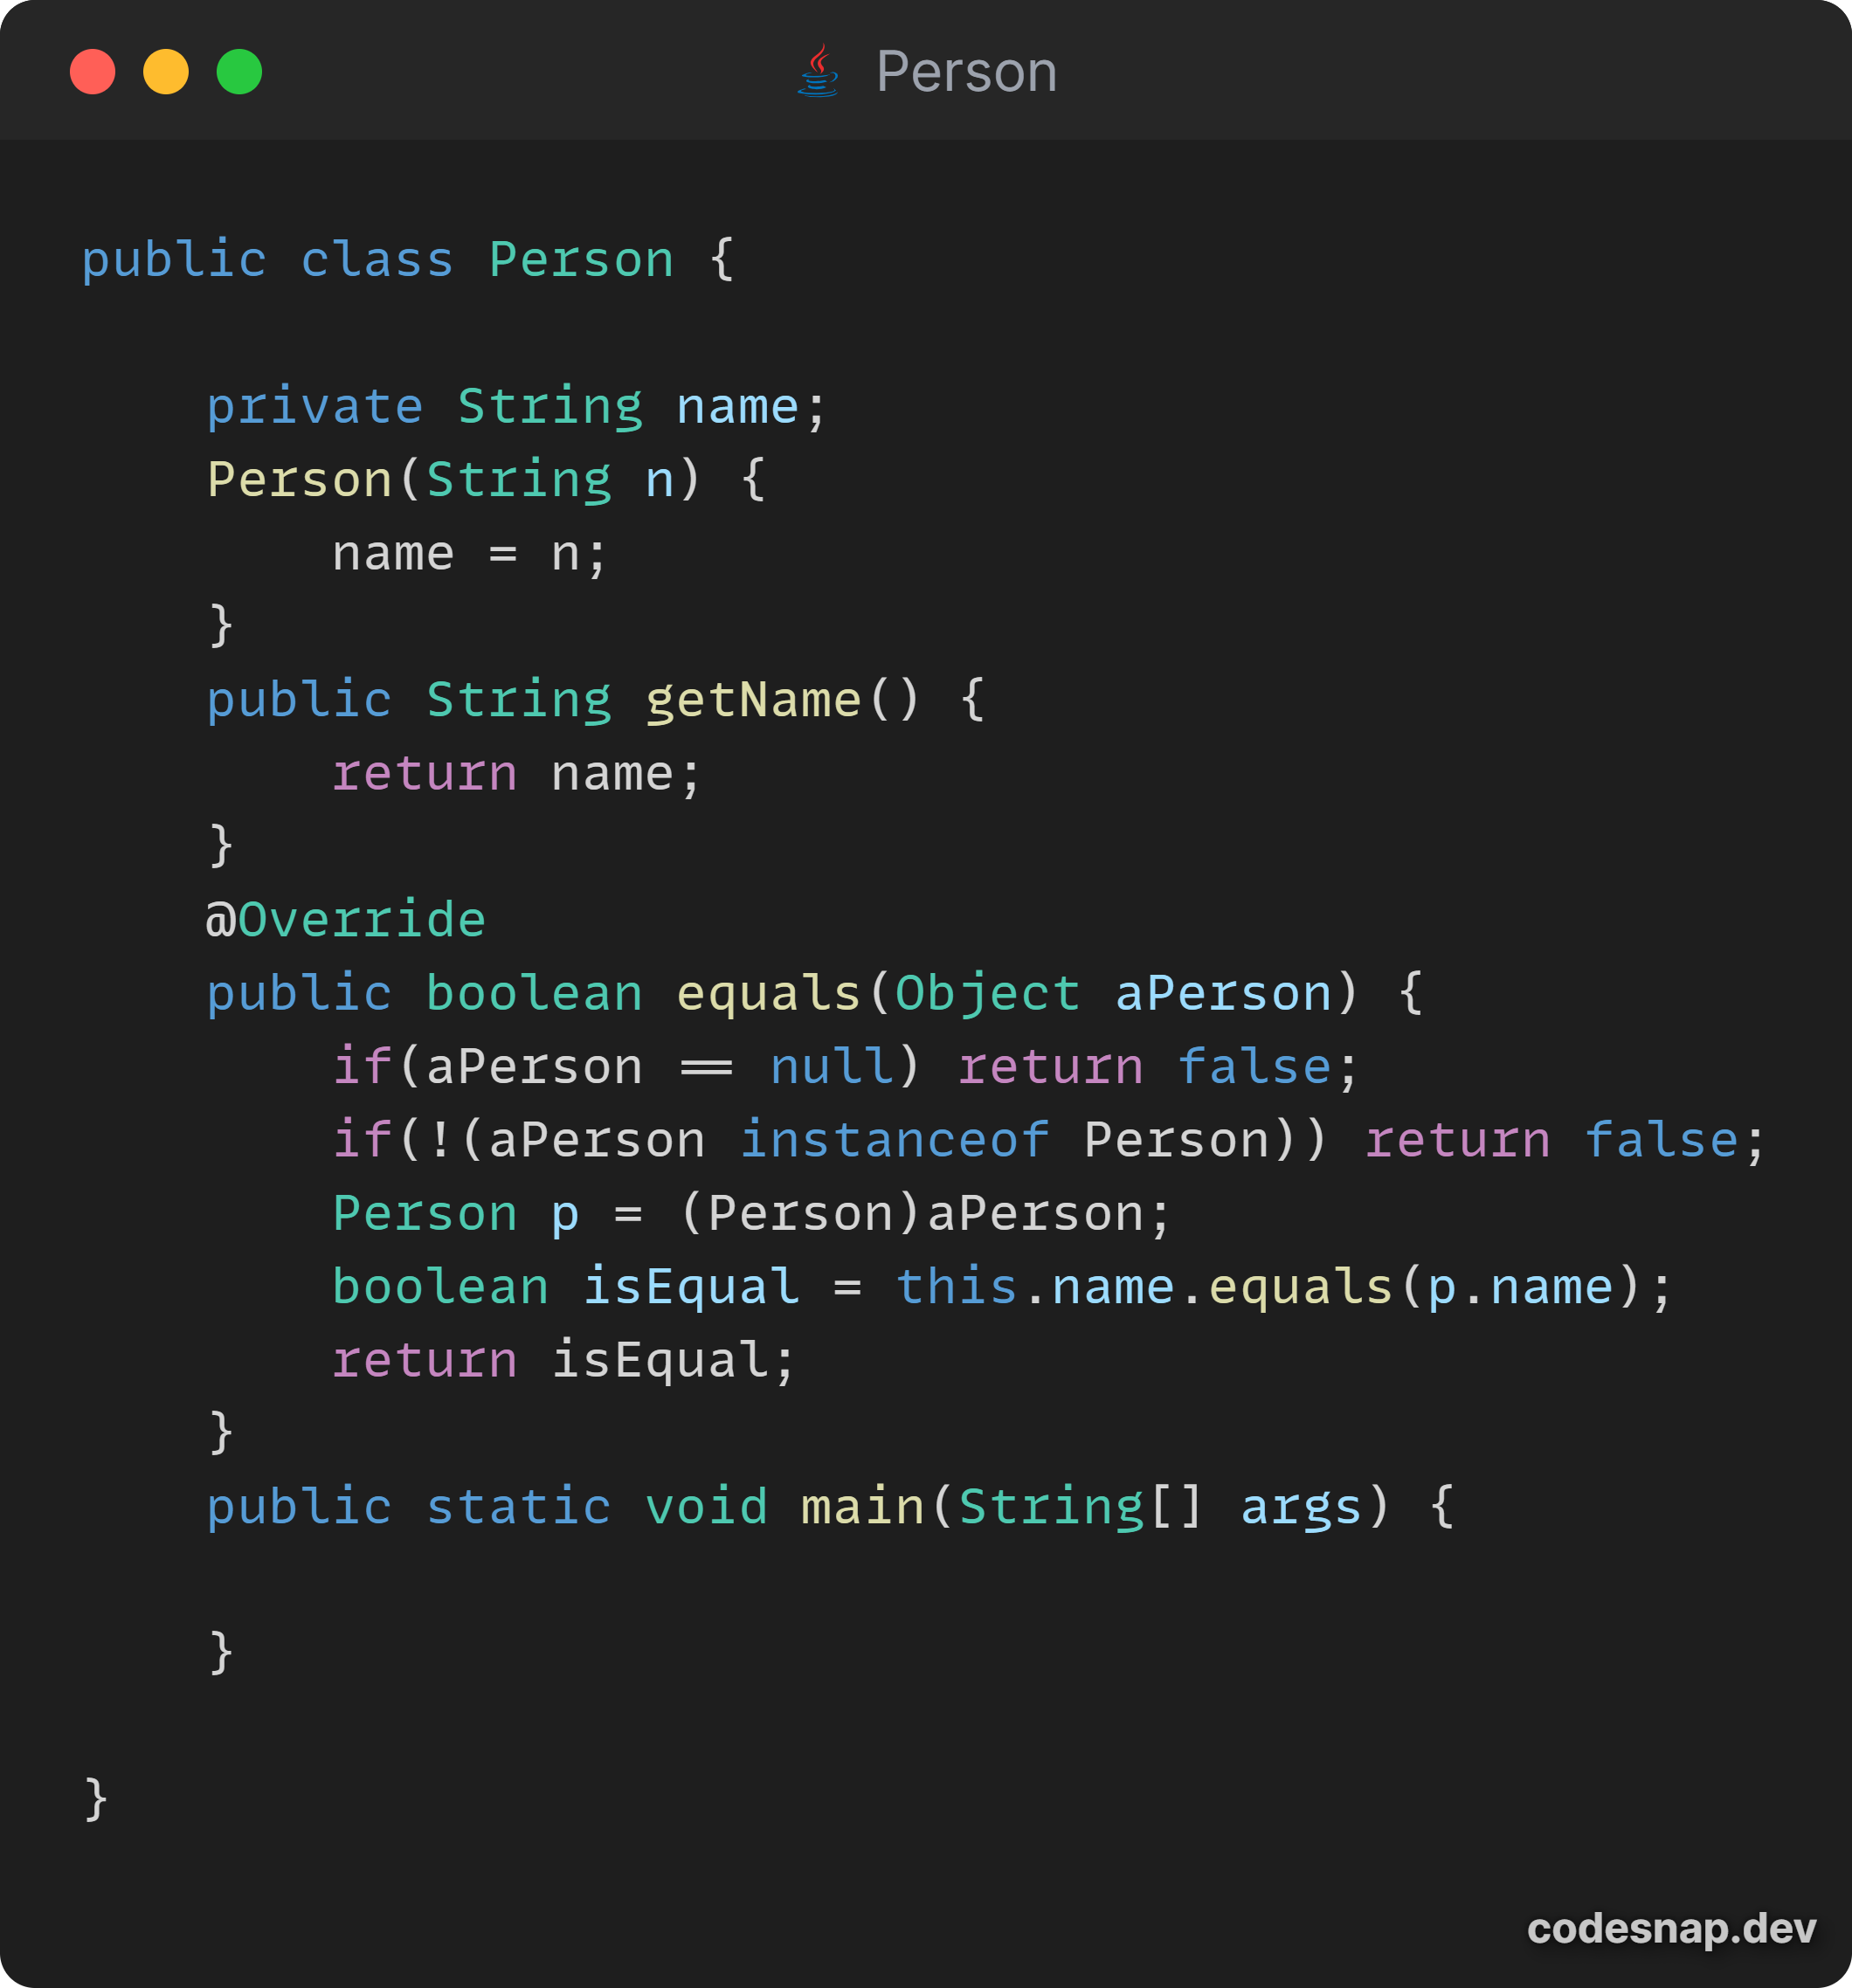 Person
public class Person {
private String name;
Person(String n) {
name = n;
}
public String getName() {
return name;
}
@Override
public boolean equals(Object aPerson) {
if(aPerson == null) return false;
if(!(aPerson instanceof Person)) return false;
Person p = (Person)aPerson;
boolean isEqual = this.name.equals(p.name);
return isEqual;
}
public static void main(String[] args) {
}
}
codesnap.dev